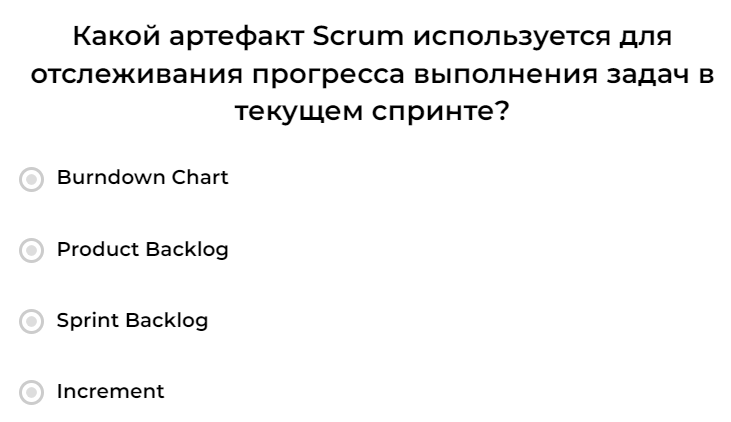 Какой артефакт Scrum используется для
отслеживания прогресса выполнения задач в
текущем спринте?
Burndown Chart
Product Backlog
Sprint Backlog
Increment